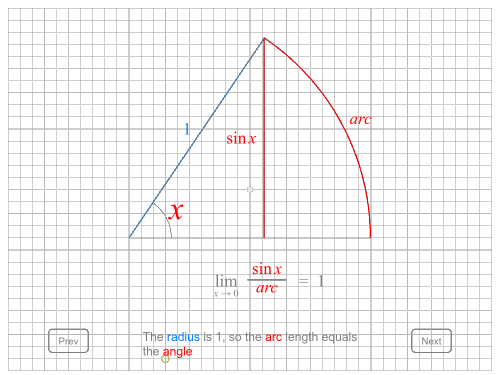 1
sin x
arc
x
lim x → 0 sin x / arc = 1
Prev
The radius is 1, so the arc length equals
the angle
Next